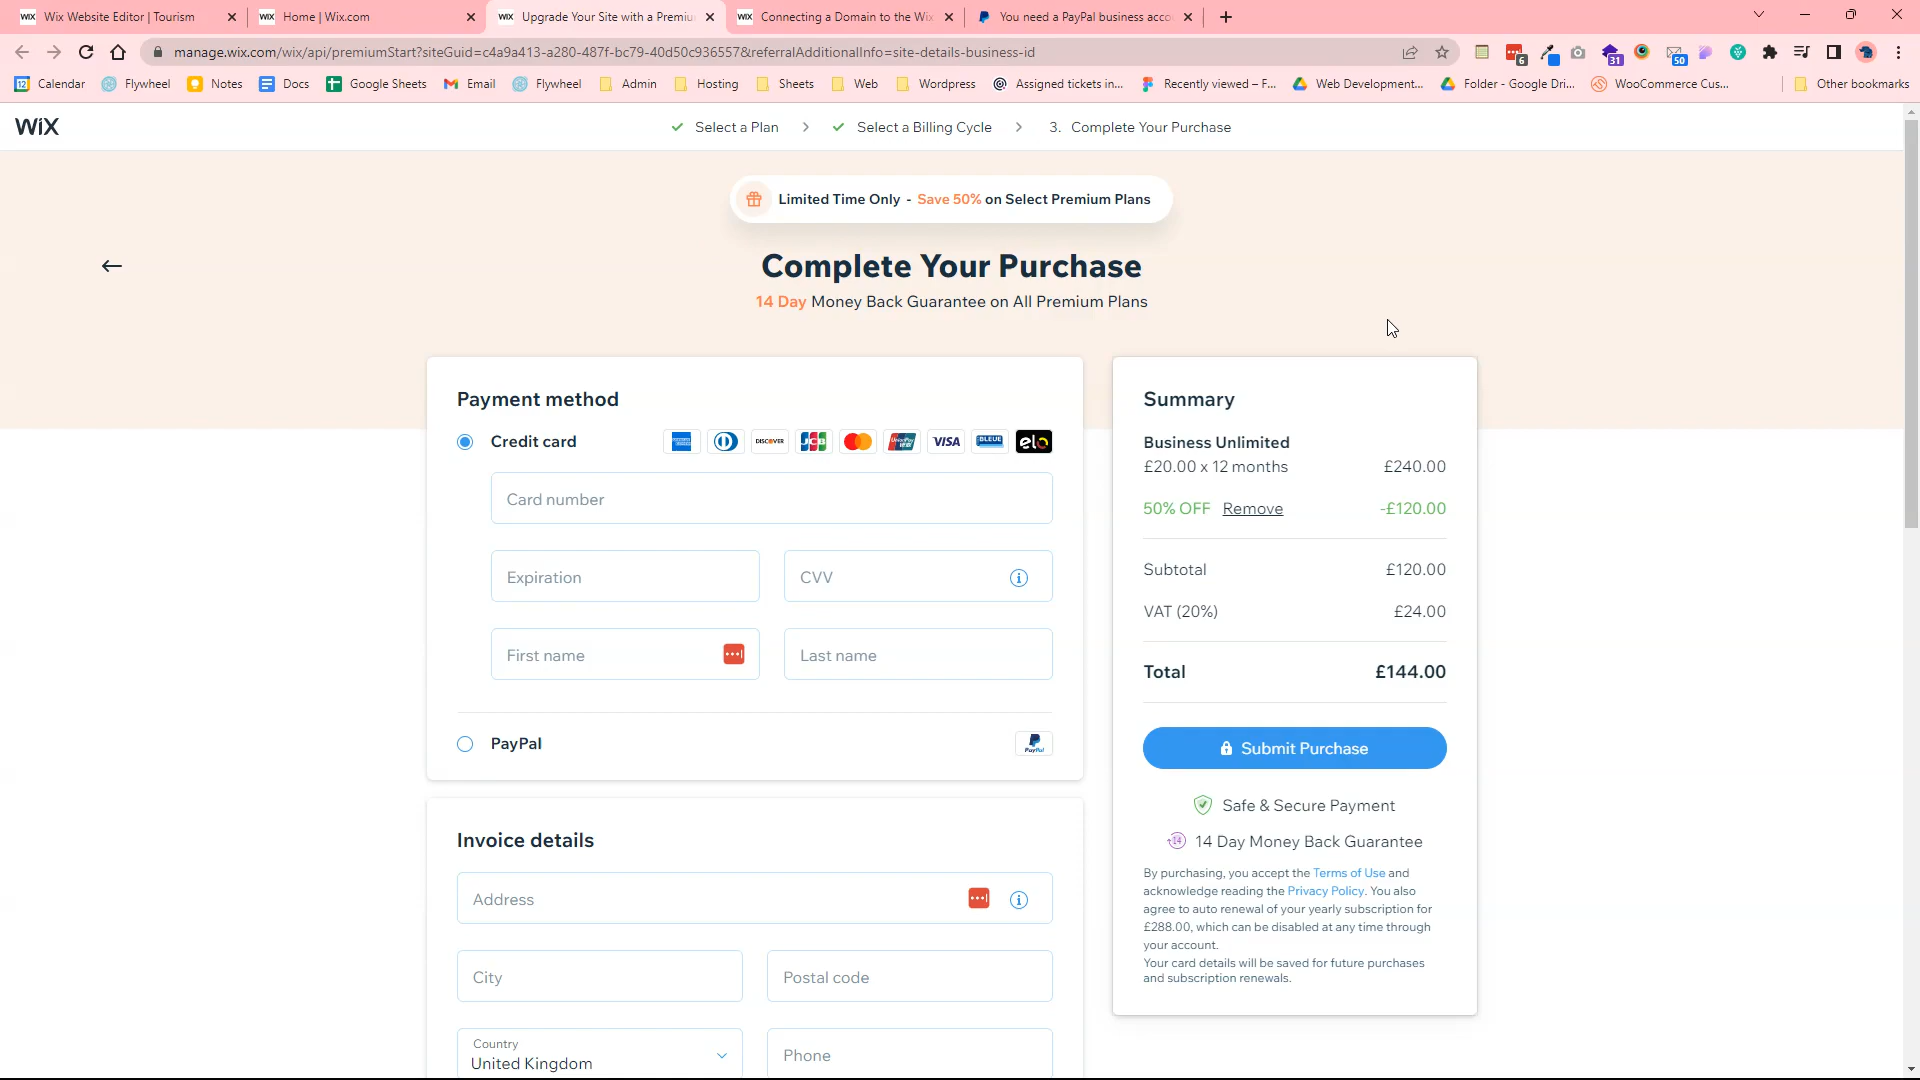 Wix Website Editor | Tourism
Home | Wix.com
Upgrade Your Site with a Premiu
Connecting a Domain to the Wix
You need a PayPal business acco
manage.wix.com/wix/api/premiumStart?siteGuid=c4a9a413-a280-487f-bc79-40d50c936557&referralAdditionalInfo=site-details-business-id
Calendar
Flywheel
Notes
Docs
Google Sheets
Email
Flywheel
Admin
Hosting
Sheets
Web
Wordpress
Assigned tickets in...
Recently viewed – F...
Web Development...
Folder - Google Dri...
WooCommerce Cus...
Other bookmarks
WiX
Select a Plan
Select a Billing Cycle
3. Complete Your Purchase
Limited Time Only - Save 50% on Select Premium Plans
Complete Your Purchase
14 Day Money Back Guarantee on All Premium Plans
Payment method
Credit card
DISCOVER
JCB
VISA
BLEUE
elo
Card number
Expiration
CVV
First name
Last name
PayPal
PayPal
Invoice details
Address
City
Postal code
Country
United Kingdom
Phone
Summary
Business Unlimited
£20.00 x 12 months £240.00
50% OFF Remove -£120.00
Subtotal £120.00
VAT (20%) £24.00
Total £144.00
Submit Purchase
Safe & Secure Payment
14 Day Money Back Guarantee
By purchasing, you accept the Terms of Use and
acknowledge reading the Privacy Policy. You also
agree to auto renewal of your yearly subscription for
£288.00, which can be disabled at any time through
your account.
Your card details will be saved for future purchases
and subscription renewals.